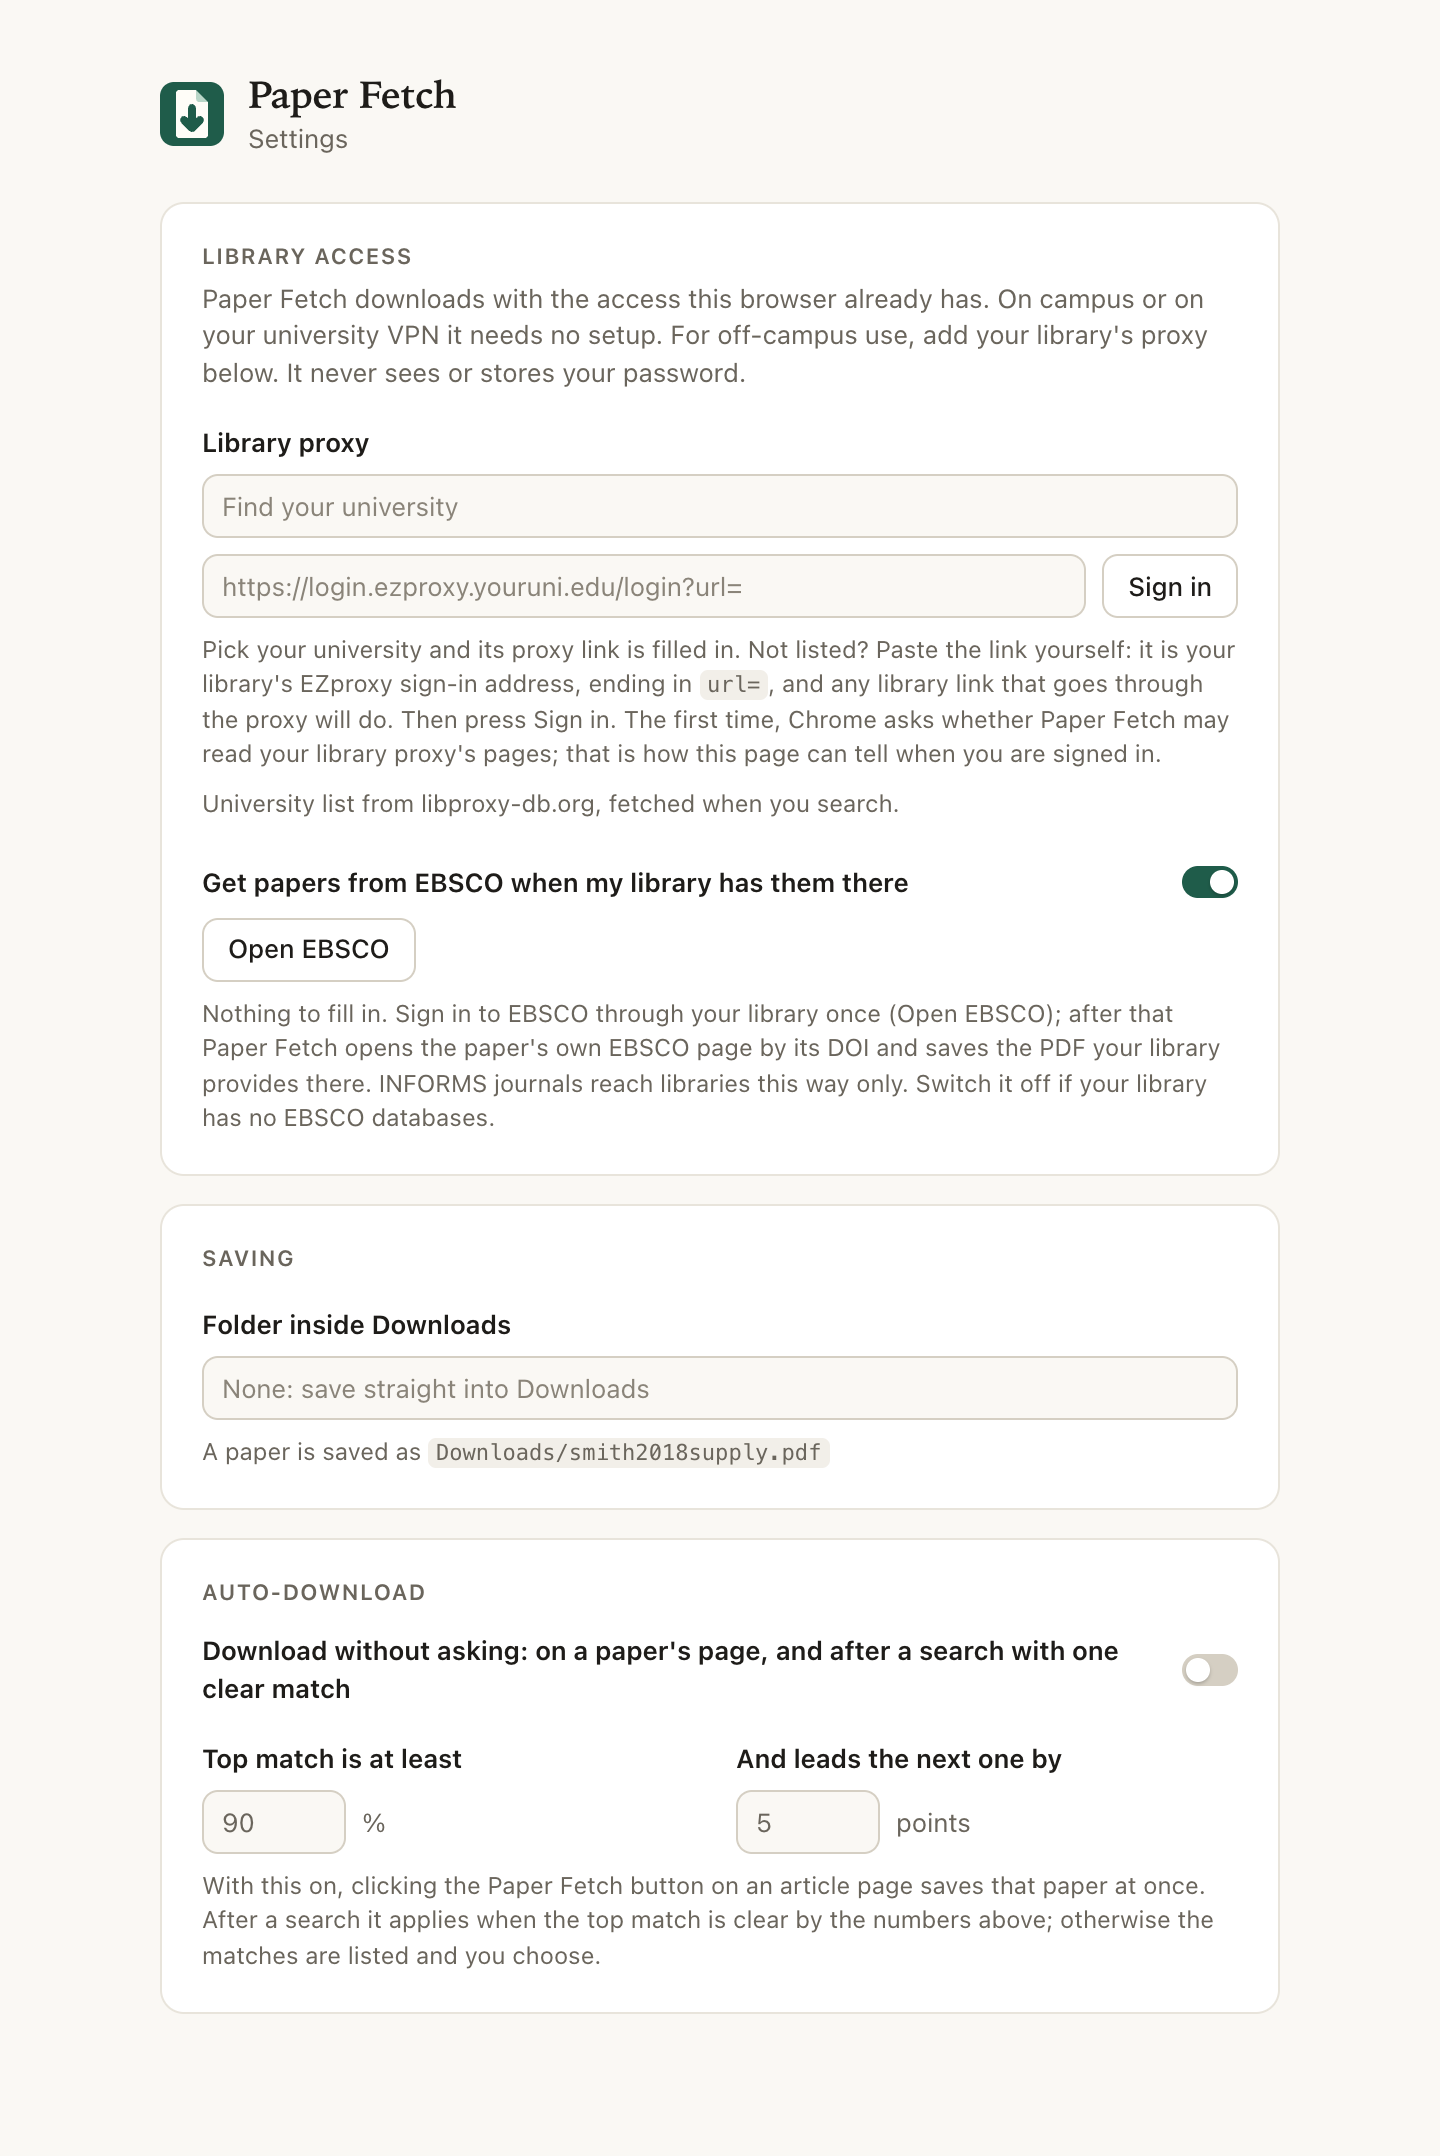 Paper Fetch
Settings
LIBRARY ACCESS
Paper Fetch downloads with the access this browser already has. On campus or on
your university VPN it needs no setup. For off-campus use, add your library's proxy
below. It never sees or stores your password.
Library proxy
Find your university
https://login.ezproxy.youruni.edu/login?url=
Sign in
Pick your university and its proxy link is filled in. Not listed? Paste the link yourself: it is your
library's EZproxy sign-in address, ending in url=, and any library link that goes through
the proxy will do. Then press Sign in. The first time, Chrome asks whether Paper Fetch may
read your library proxy's pages; that is how this page can tell when you are signed in.
University list from libproxy-db.org, fetched when you search.
Get papers from EBSCO when my library has them there
Open EBSCO
Nothing to fill in. Sign in to EBSCO through your library once (Open EBSCO); after that
Paper Fetch opens the paper's own EBSCO page by its DOI and saves the PDF your library
provides there. INFORMS journals reach libraries this way only. Switch it off if your library
has no EBSCO databases.
SAVING
Folder inside Downloads
None: save straight into Downloads
A paper is saved as Downloads/smith2018supply.pdf
AUTO-DOWNLOAD
Download without asking: on a paper's page, and after a search with one
clear match
Top match is at least
90 %
And leads the next one by
5 points
With this on, clicking the Paper Fetch button on an article page saves that paper at once.
After a search it applies when the top match is clear by the numbers above; otherwise the
matches are listed and you choose.